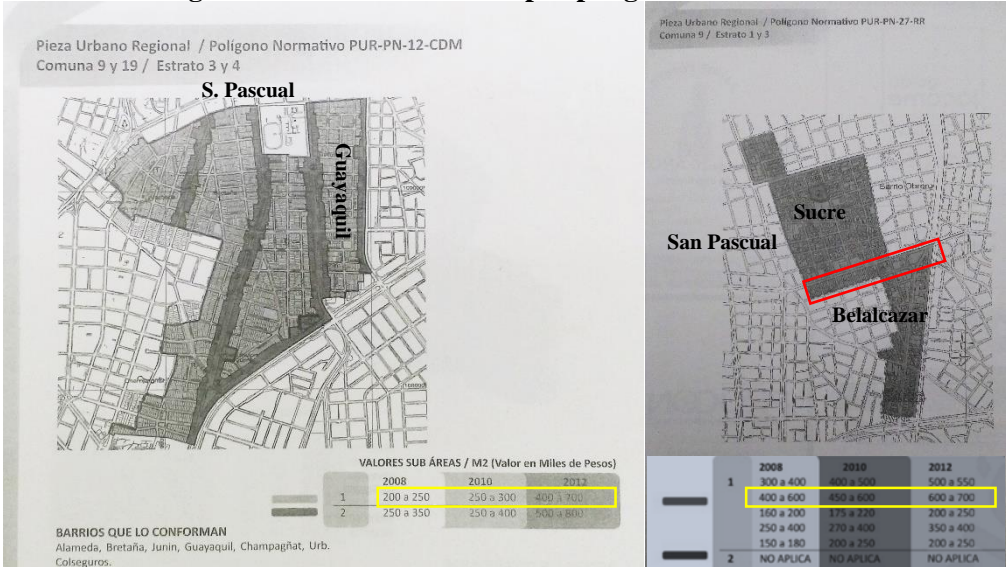 Pieza Urbano Regional / Polígono Normativo PUR-PN-12-CDM
Comuna 9 y 19 / Estrato 3 y 4
S. Pascual
Guayaquil
VALORES SUB ÁREAS / M2 (Valor en Miles de Pesos)
2008 2010 2012
1 200 a 250 250 a 300 400 a 700
2 250 a 350 250 a 400 500 a 800
BARRIOS QUE LO CONFORMAN
Alameda, Bretaña, Junin, Guayaquil, Champagñat, Urb.
Colseguros.
Pieza Urbano Regional / Polígono Normativo PUR-PN-27-RR
Comuna 9 / Estrato 1 y 3
Barrio Obrero
Sucre
San Pascual
Belalcazar
2008 2010 2012
1 300 a 400 400 a 500 500 a 550
400 a 600 450 a 600 600 a 700
160 a 200 175 a 220 200 a 250
250 a 400 270 a 400 350 a 400
150 a 180 200 a 250 200 a 250
2 NO APLICA NO APLICA NO APLICA